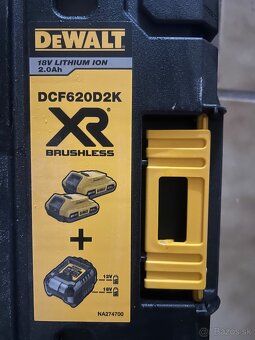 DEWALT
18V LITHIUM ION
2.0Ah
DCF620D2K
XR
BRUSHLESS
+
12V
18V
NA274700
bazos.sk